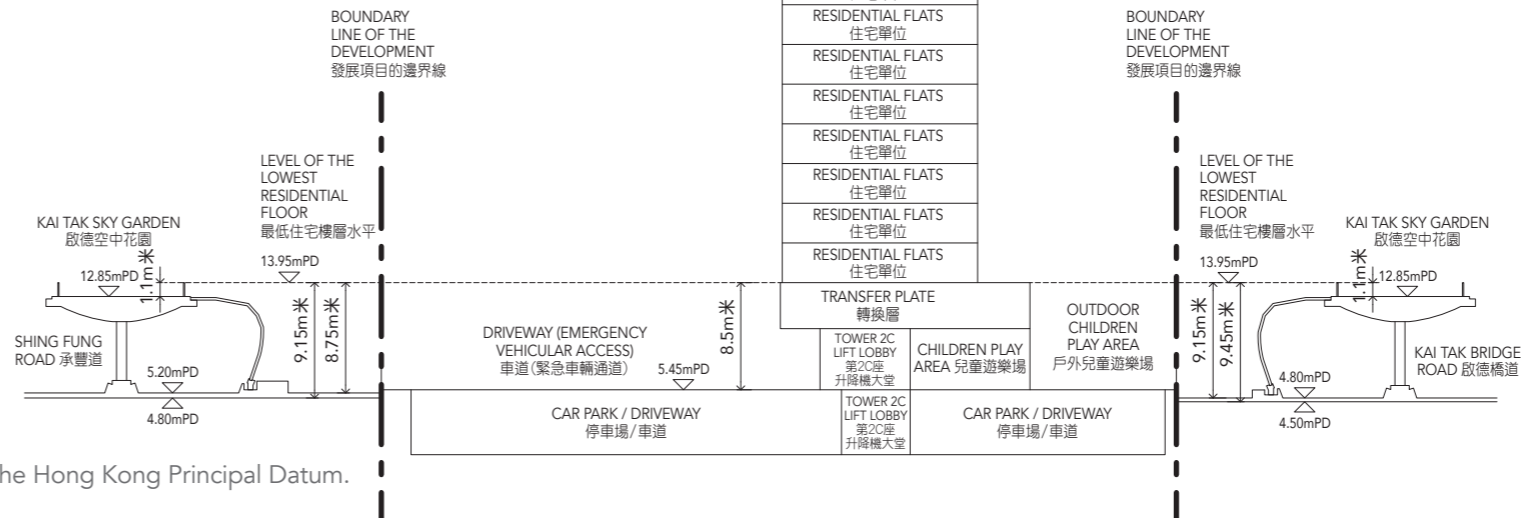 BOUNDARY
LINE OF THE
DEVELOPMENT
發展項目的邊界線
BOUNDARY
LINE OF THE
DEVELOPMENT
發展項目的邊界線
RESIDENTIAL FLATS
住宅單位
RESIDENTIAL FLATS
住宅單位
RESIDENTIAL FLATS
住宅單位
RESIDENTIAL FLATS
住宅單位
RESIDENTIAL FLATS
住宅單位
RESIDENTIAL FLATS
住宅單位
RESIDENTIAL FLATS
住宅單位
LEVEL OF THE
LOWEST
RESIDENTIAL
FLOOR
最低住宅樓層水平
13.95mPD
KAI TAK SKY GARDEN
啟德空中花園
12.85mPD
1.1m米
SHING FUNG
ROAD 承豐道
5.20mPD
4.80mPD
9.15m米
8.75m米
DRIVEWAY (EMERGENCY
VEHICULAR ACCESS)
車道(緊急車輛通道)
5.45mPD
8.5m米
TRANSFER PLATE
轉換層
TOWER 2C
LIFT LOBBY
第2C座
升降機大堂
CHILDREN PLAY
AREA 兒童遊樂場
OUTDOOR
CHILDREN
PLAY AREA
戶外兒童遊樂場
CAR PARK / DRIVEWAY
停車場/車道
TOWER 2C
LIFT LOBBY
第2C座
升降機大堂
CAR PARK / DRIVEWAY
停車場/車道
LEVEL OF THE
LOWEST
RESIDENTIAL
FLOOR
最低住宅樓層水平
13.95mPD
KAI TAK SKY GARDEN
啟德空中花園
1.1m米
12.85mPD
9.15m米
9.45m米
KAI TAK BRIDGE
ROAD 啟德橋道
4.80mPD
4.50mPD
he Hong Kong Principal Datum.